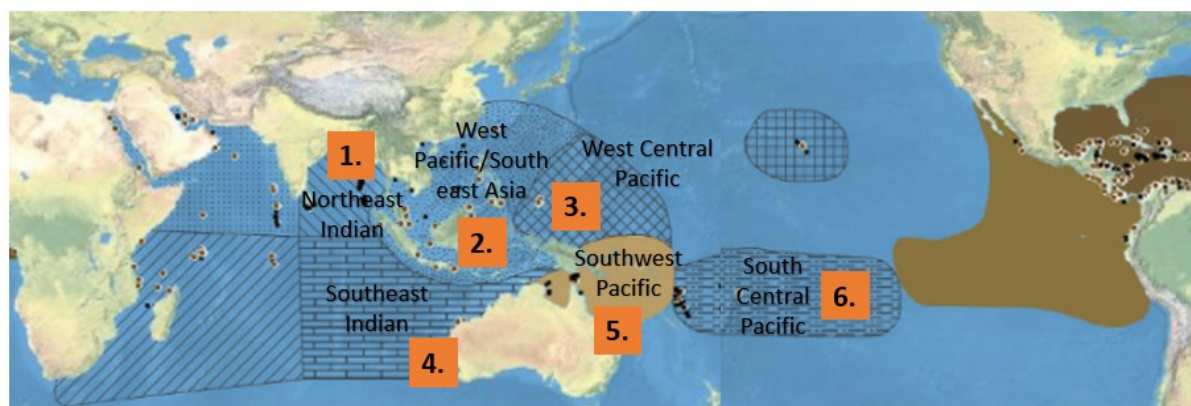 1.
Northeast
Indian
West
Pacific/South
east Asia
2.
West Central
Pacific
3.
Southeast
Indian
4.
Southwest
Pacific
5.
South
Central
Pacific
6.